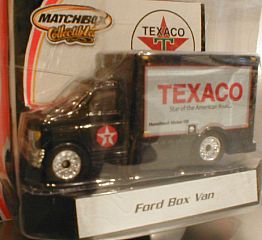 MATCHBOX
Collectibles
TEXACO
T
TEXACO
Star of the American Road
T
Ford Box Van